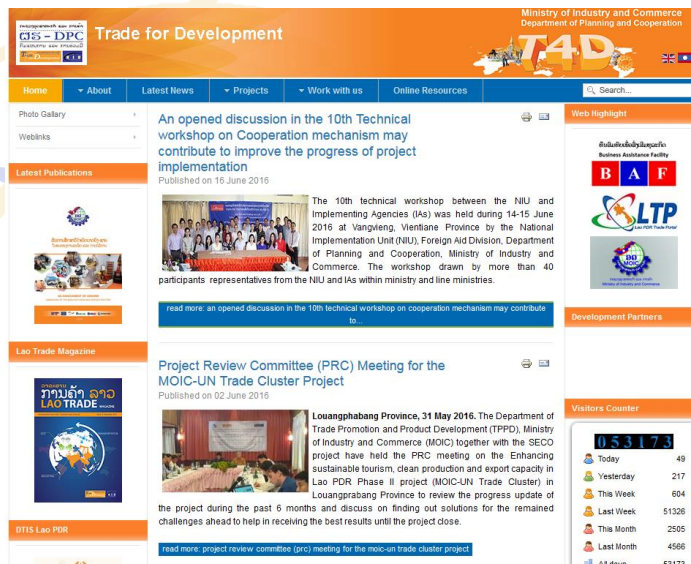 Trade for Development
Ministry of Industry and Commerce
Department of Planning and Cooperation
T4D
DPC
Home
About
Latest News
Projects
Work with us
Online Resources
Search...
Photo Gallary
Weblinks
Latest Publications
Lao Trade Magazine
ການຄ້າ ລາວ
LAO TRADE MAGAZINE
DTIS Lao PDR
An opened discussion in the 10th Technical
workshop on Cooperation mechanism may
contribute to improve the progress of project
implementation
Published on 16 June 2016
The 10th technical workshop between the NIU and
Implementing Agencies (IAs) was held during 14-15 June
2016 at Vangvieng, Vientiane Province by the National
Implementation Unit (NIU), Foreign Aid Division, Department
of Planning and Cooperation, Ministry of Industry and
Commerce. The workshop drawn by more than 40
participants representatives from the NIU and IAs within ministry and line ministries.
read more: an opened discussion in the 10th technical workshop on cooperation mechanism may contribute
to...
Project Review Committee (PRC) Meeting for the
MOIC-UN Trade Cluster Project
Published on 02 June 2016
Louangphabang Province, 31 May 2016. The Department of
Trade Promotion and Product Development (TPPD), Ministry
of Industry and Commerce (MOIC) together with the SECO
project have held the PRC meeting on the Enhancing
sustainable tourism, clean production and export capacity in
Lao PDR Phase II project (MOIC-UN Trade Cluster) in
Louangprabang Province to review the progress update of
the project during the past 6 months and discuss on finding out solutions for the remained
challenges ahead to help in receiving the best results until the project close.
read more: project review committee (prc) meeting for the moic-un trade cluster project
Web Highlight
Business Assistance Facility
B A F
LTP
Lao PDR Trade Portal
MOIC
Ministry of Industry and Commerce
Development Partners
Visitors Counter
053173
Today 49
Yesterday 217
This Week 604
Last Week 51326
This Month 2505
Last Month 4566
All days 53173